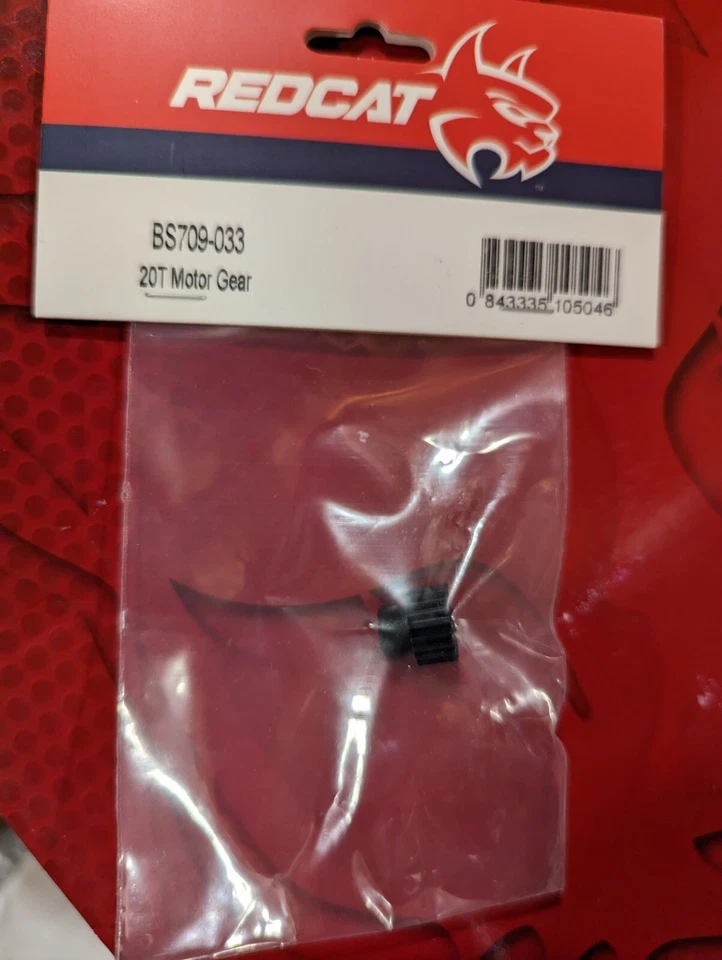 REDCAT
BS709-033
20T Motor Gear
0 843335 105046